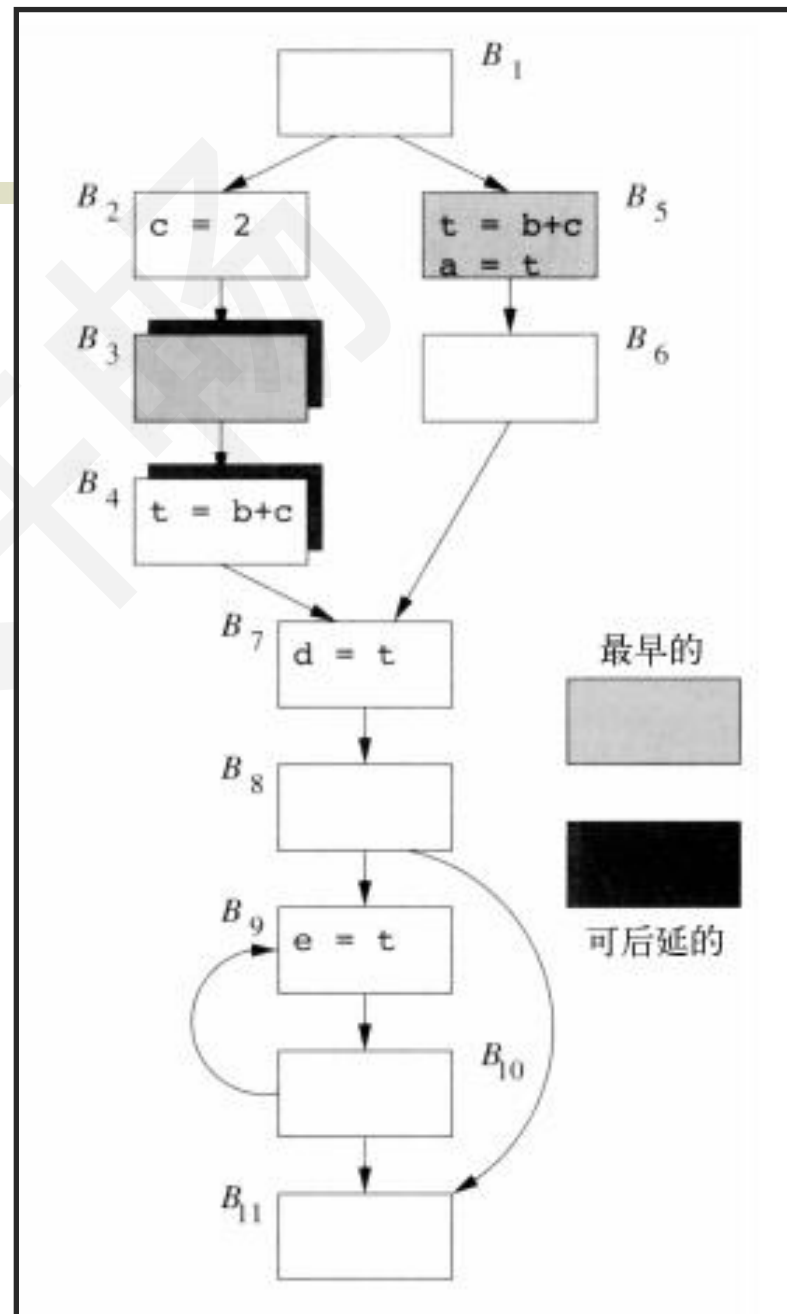 B1
B2
c = 2
B5
t = b+c
a = t
B3
B6
B4
t = b+c
B7
d = t
最早的
B8
B9
e = t
可后延的
B10
B11